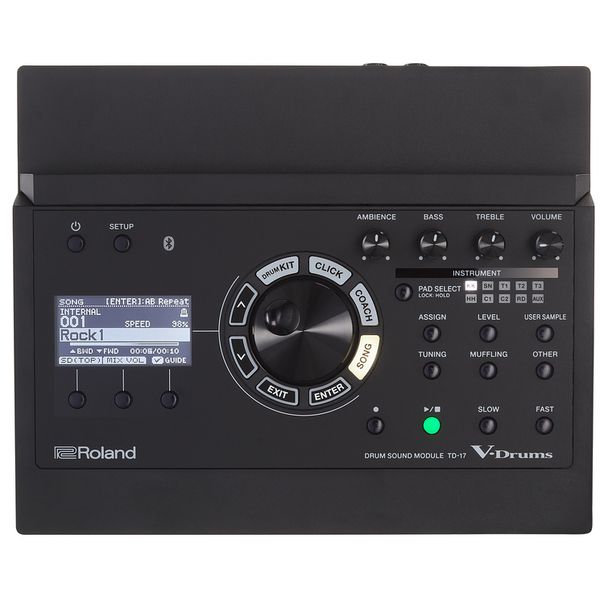 AMBIENCE BASS TREBLE VOLUME
SETUP
DRUM KIT
CLICK
COACH
SONG
ENTER
EXIT
INSTRUMENT
PAD SELECT
LOCK: HOLD
KK SN T1 T2 T3
HH C1 C2 RD AUX
SONG [ENTER]:AB Repeat
INTERNAL
001 SPEED 98%
Rock1
▲BWD ▼FWD 00:08/00:10
SD(TOP) MIX VOL GUIDE
ASSIGN LEVEL USER SAMPLE
TUNING MUFFLING OTHER
●
▶/■ SLOW FAST
Roland
DRUM SOUND MODULE TD-17 V-Drums